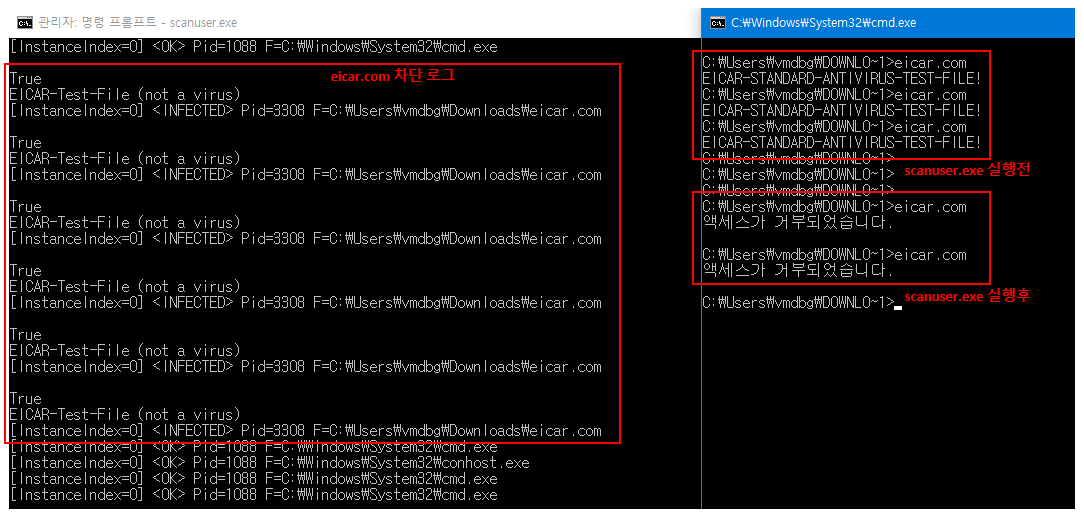 관리자: 명령 프롬프트 - scanuser.exe
[InstanceIndex=0] <OK> Pid=1088 F=C:₩Windows₩System32₩cmd.exe
eicar.com 차단 로그
True
EICAR-Test-File (not a virus)
[InstanceIndex=0] <INFECTED> Pid=3308 F=C:₩Users₩vmdbg₩Downloads₩eicar.com
True
EICAR-Test-File (not a virus)
[InstanceIndex=0] <INFECTED> Pid=3308 F=C:₩Users₩vmdbg₩Downloads₩eicar.com
True
EICAR-Test-File (not a virus)
[InstanceIndex=0] <INFECTED> Pid=3308 F=C:₩Users₩vmdbg₩Downloads₩eicar.com
True
EICAR-Test-File (not a virus)
[InstanceIndex=0] <INFECTED> Pid=3308 F=C:₩Users₩vmdbg₩Downloads₩eicar.com
True
EICAR-Test-File (not a virus)
[InstanceIndex=0] <INFECTED> Pid=3308 F=C:₩Users₩vmdbg₩Downloads₩eicar.com
True
EICAR-Test-File (not a virus)
[InstanceIndex=0] <INFECTED> Pid=3308 F=C:₩Users₩vmdbg₩Downloads₩eicar.com
[InstanceIndex=0] <OK> Pid=1088 F=C:₩Windows₩System32₩cmd.exe
[InstanceIndex=0] <OK> Pid=1088 F=C:₩Windows₩System32₩conhost.exe
[InstanceIndex=0] <OK> Pid=1088 F=C:₩Windows₩System32₩cmd.exe
[InstanceIndex=0] <OK> Pid=1088 F=C:₩Windows₩System32₩cmd.exe
C:₩Windows₩System32₩cmd.exe
C:₩Users₩vmdbg₩DOWNLO~1>eicar.com
EICAR-STANDARD-ANTIVIRUS-TEST-FILE!
C:₩Users₩vmdbg₩DOWNLO~1>eicar.com
EICAR-STANDARD-ANTIVIRUS-TEST-FILE!
C:₩Users₩vmdbg₩DOWNLO~1>eicar.com
EICAR-STANDARD-ANTIVIRUS-TEST-FILE!
C:₩Users₩vmdbg₩DOWNLO~1>
C:₩Users₩vmdbg₩DOWNLO~1>
scanuser.exe 실행전
C:₩Users₩vmdbg₩DOWNLO~1>
C:₩Users₩vmdbg₩DOWNLO~1>eicar.com
액세스가 거부되었습니다.
C:₩Users₩vmdbg₩DOWNLO~1>eicar.com
액세스가 거부되었습니다.
C:₩Users₩vmdbg₩DOWNLO~1>
scanuser.exe 실행후